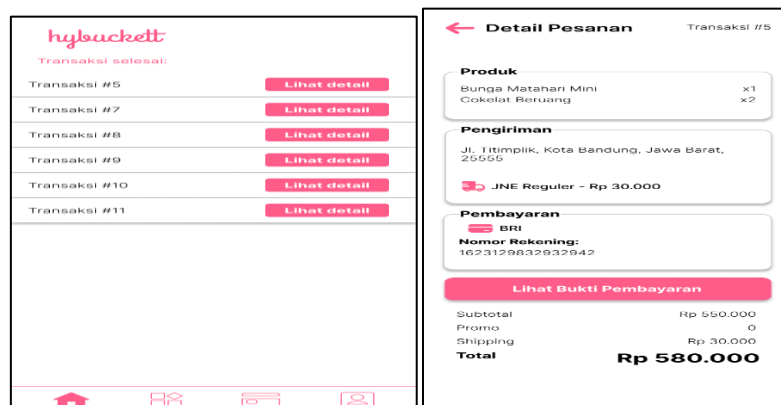 hybuckett
Transaksi selesai:
Transaksi #5 Lihat detail
Transaksi #7 Lihat detail
Transaksi #8 Lihat detail
Transaksi #9 Lihat detail
Transaksi #10 Lihat detail
Transaksi #11 Lihat detail
Detail Pesanan Transaksi #5
Produk
Bunga Matahari Mini x1
Cokelat Beruang x2
Pengiriman
Jl. Titimplik, Kota Bandung, Jawa Barat,
25555
JNE Reguler - Rp 30.000
Pembayaran
BRI
Nomor Rekening:
1623129832932942
Lihat Bukti Pembayaran
Subtotal Rp 550.000
Promo 0
Shipping Rp 30.000
Total Rp 580.000